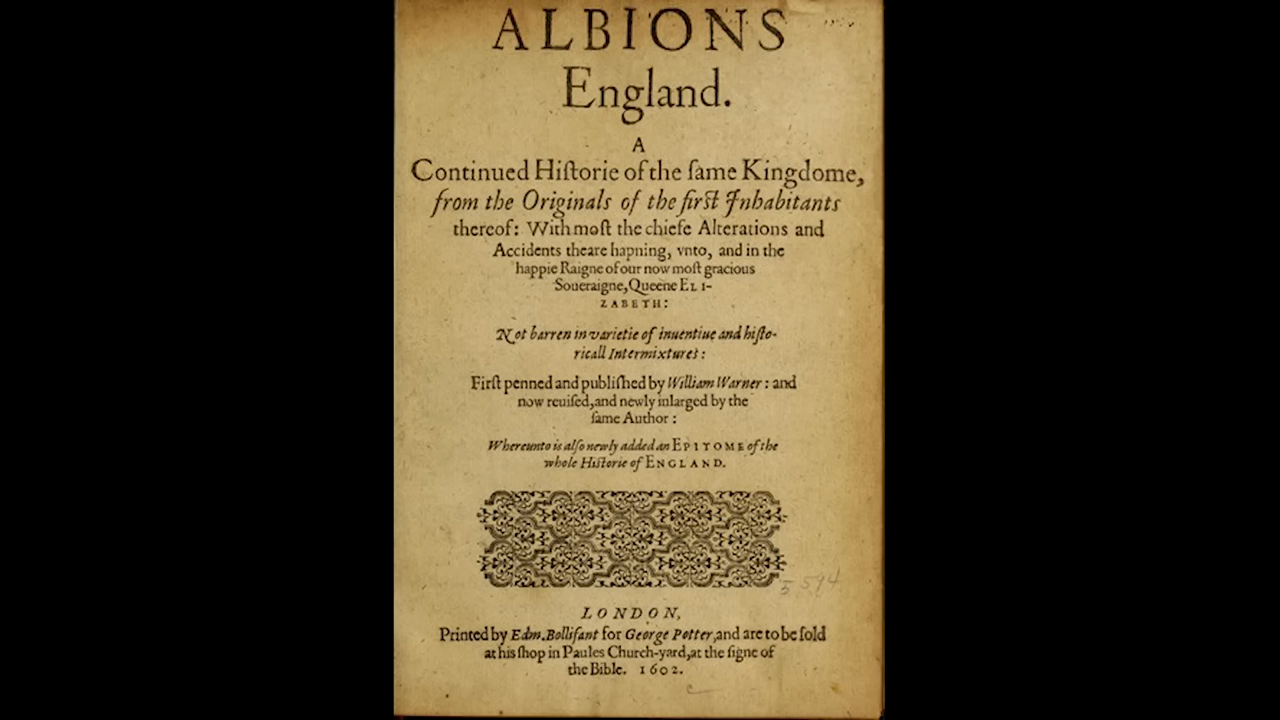 ALBIONS
England.
A
Continued Hiſtorie of the ſame Kingdome,
from the Originals of the firſt Inhabitants
thereof: With moſt the chiefe Alterations and
Accidents theare hapning, vnto, and in the
happie Raigne of our now moſt gracious
Soueraigne, Queene ELI-
ZABETH:
Not barren in varietie of inuentiue and hiſto-
ricall Intermixtures:
Firſt penned and publiſhed by William Warner: and
now reuiſed, and newly inlarged by the
ſame Author:
Whereunto is alſo newly added an EPITOME of the
whole Hiſtorie of ENGLAND.
5594
LONDON,
Printed by Edm. Bollifant for George Potter, and are to be ſold
at his ſhop in Paules Church-yard, at the ſigne of
the Bible. 1602.